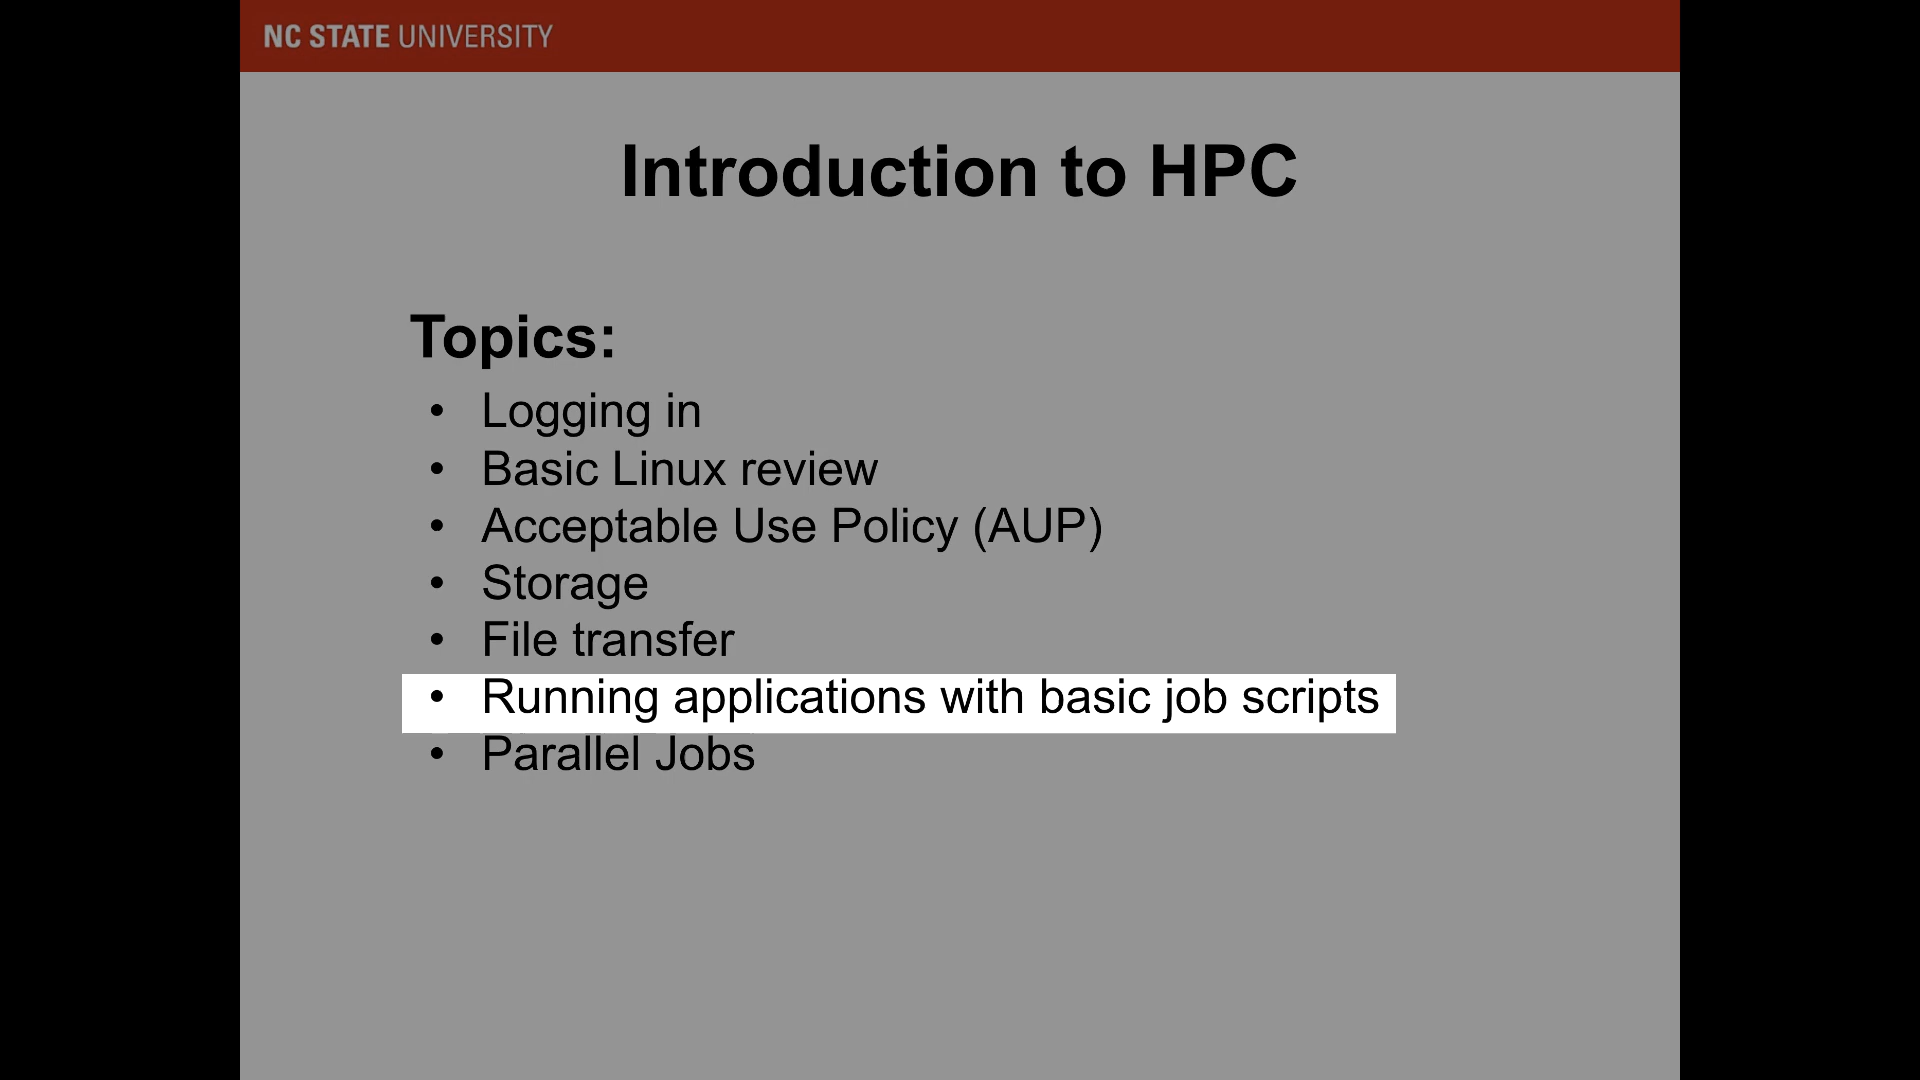 NC STATE UNIVERSITY
Introduction to HPC
Topics:
• Logging in
• Basic Linux review
• Acceptable Use Policy (AUP)
• Storage
• File transfer
• Running applications with basic job scripts
• Parallel Jobs